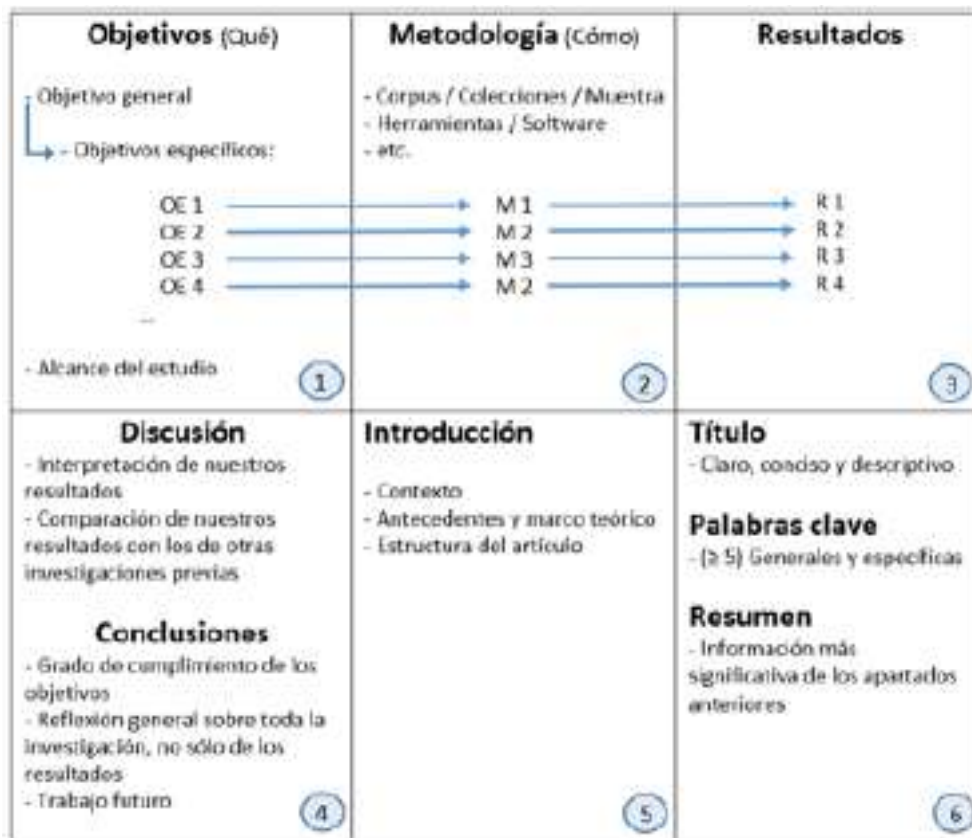 Objetivos (Qué)
- Objetivo general
- Objetivos específicos:
OE 1
OE 2
OE 3
OE 4
...
- Alcance del estudio
1
Metodología (Cómo)
- Corpus / Colecciones / Muestra
- Herramientas / Software
- etc.
M 1
M 2
M 3
M 2
2
Resultados
R 1
R 2
R 3
R 4
3
Discusión
- Interpretación de nuestros
resultados
- Comparación de nuestros
resultados con los de otras
investigaciones previas
Conclusiones
- Grado de cumplimiento de los
objetivos
- Reflexión general sobre toda la
investigación, no sólo de los
resultados
- Trabajo futuro
4
Introducción
- Contexto
- Antecedentes y marco teórico
- Estructura del artículo
5
Título
- Claro, conciso y descriptivo
Palabras clave
- (≥ 5) Generales y específicas
Resumen
- Información más
significativa de los apartados
anteriores
6